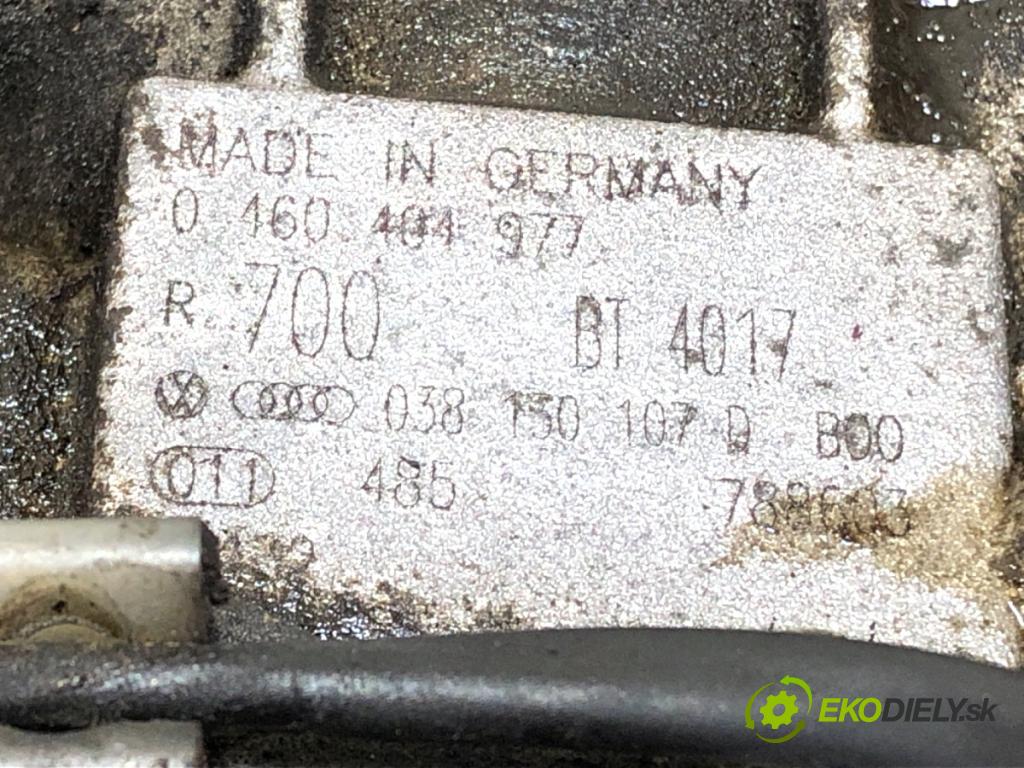 MADE IN GERMANY
0 460 404 977
R 700 BT 4017
038 130 107 D B00
011 485
EKODIELY.sk